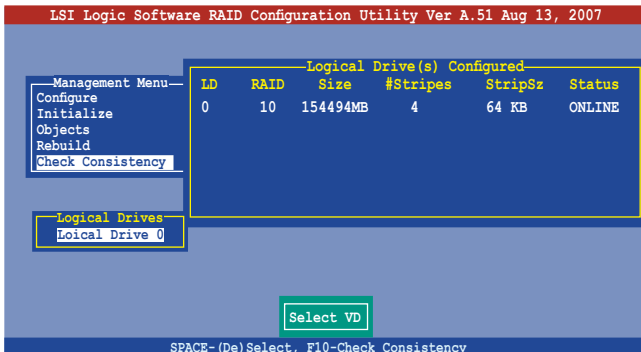 LSI Logic Software RAID Configuration Utility Ver A.51 Aug 13, 2007
Logical Drive(s) Configured
LD RAID Size #Stripes StripSz Status
0 10 154494MB 4 64 KB ONLINE
Management Menu
Configure
Initialize
Objects
Rebuild
Check Consistency
Logical Drives
Loical Drive 0
Select VD
SPACE-(De)Select, F10-Check Consistency